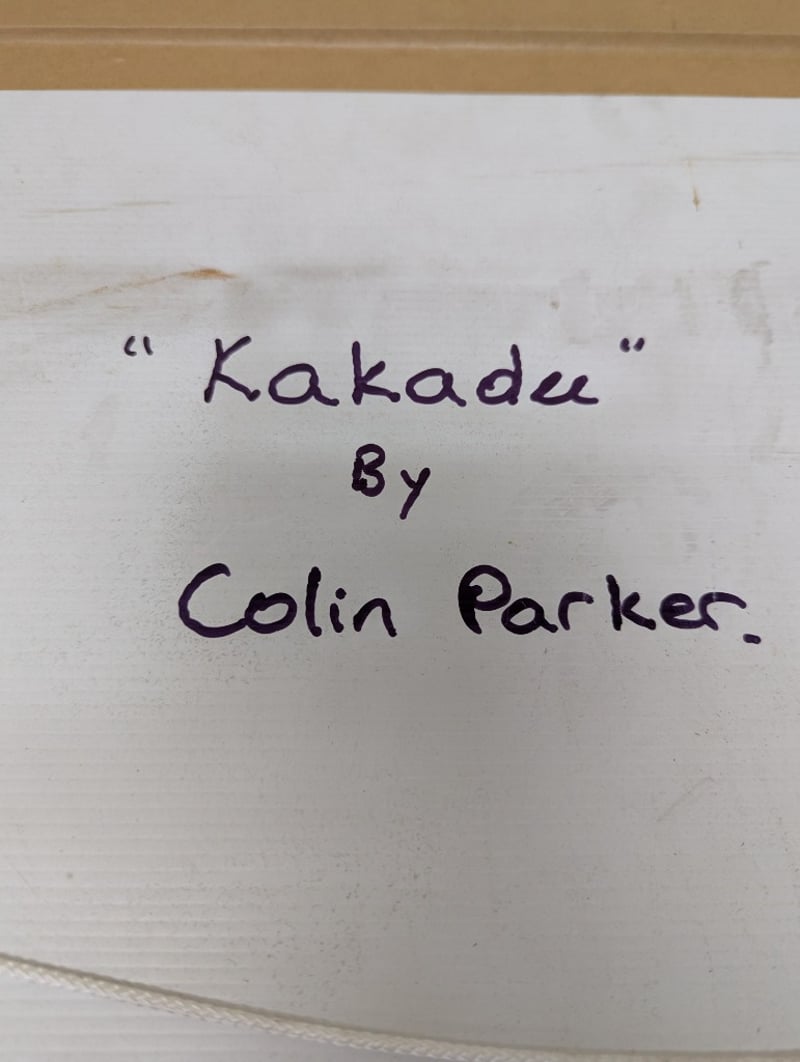 " Kakadu "
By
Colin Parker.